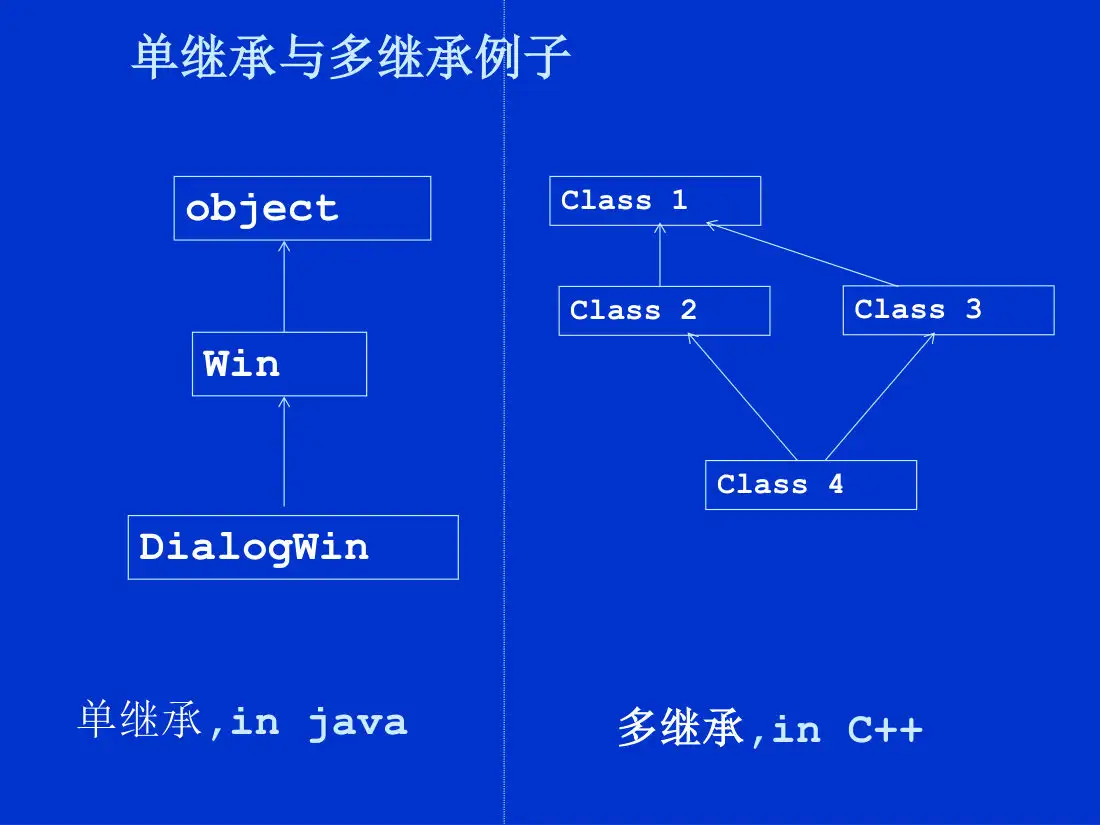 单继承与多继承例子
object
Win
DialogWin
单继承,in java
Class 1
Class 2
Class 3
Class 4
多继承,in C++